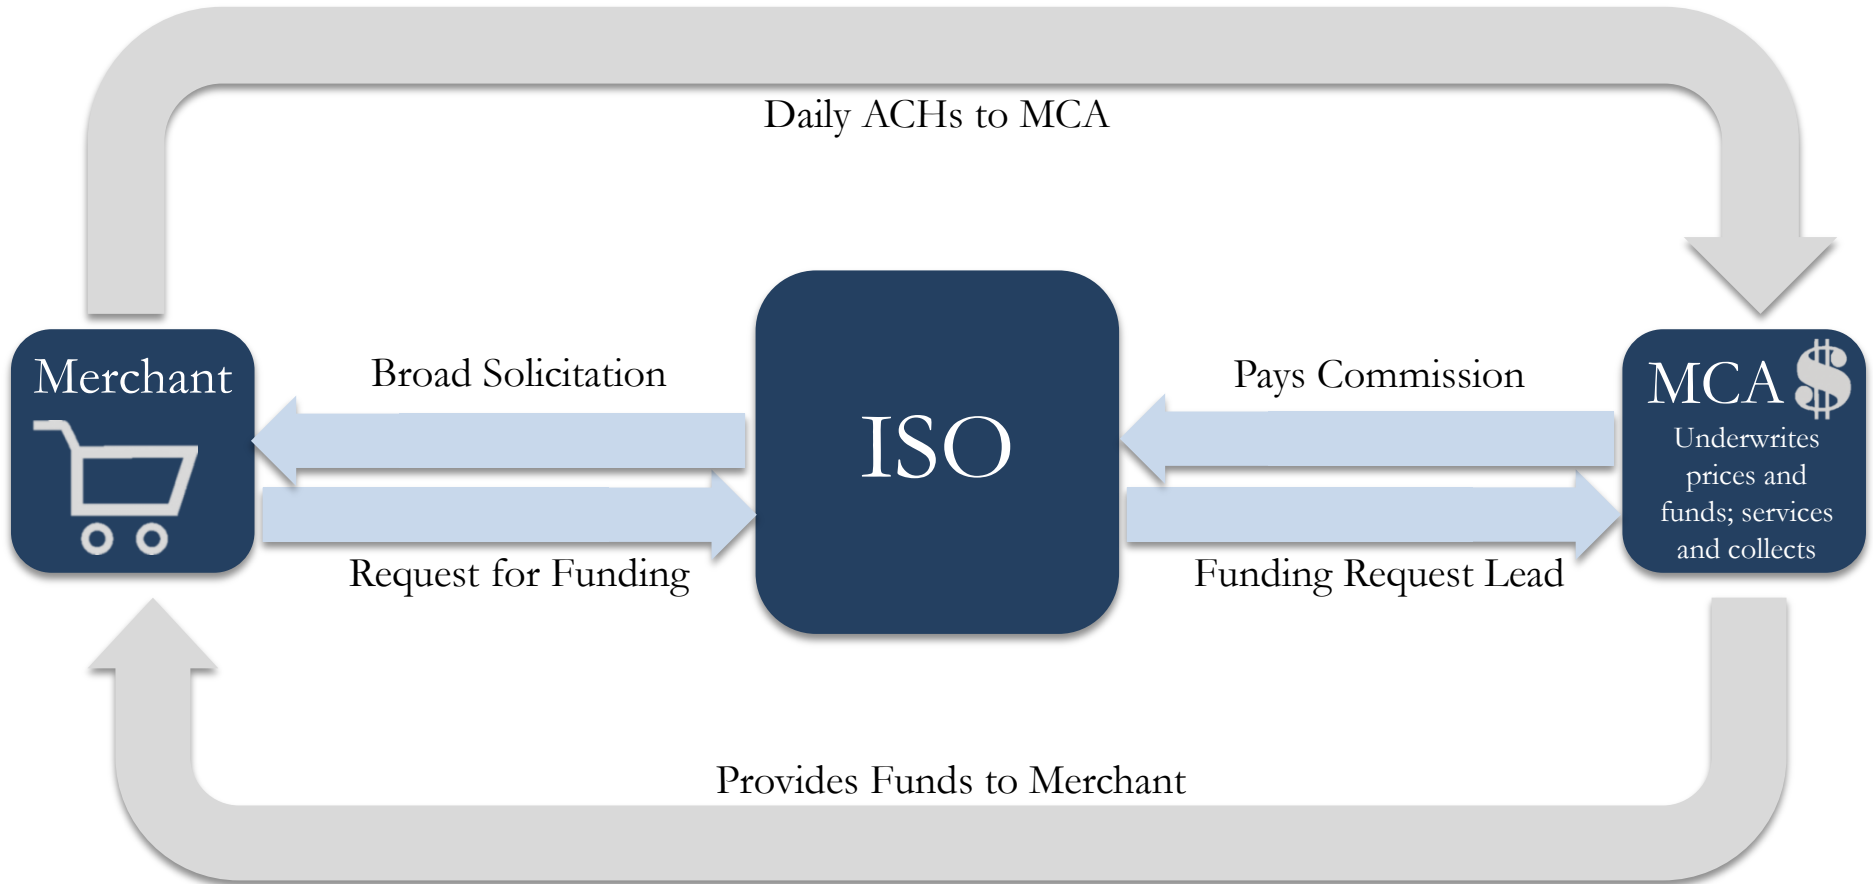 Daily ACHs to MCA
Merchant
Broad Solicitation
Request for Funding
ISO
Pays Commission
Funding Request Lead
MCA $
Underwrites
prices and
funds; services
and collects
Provides Funds to Merchant